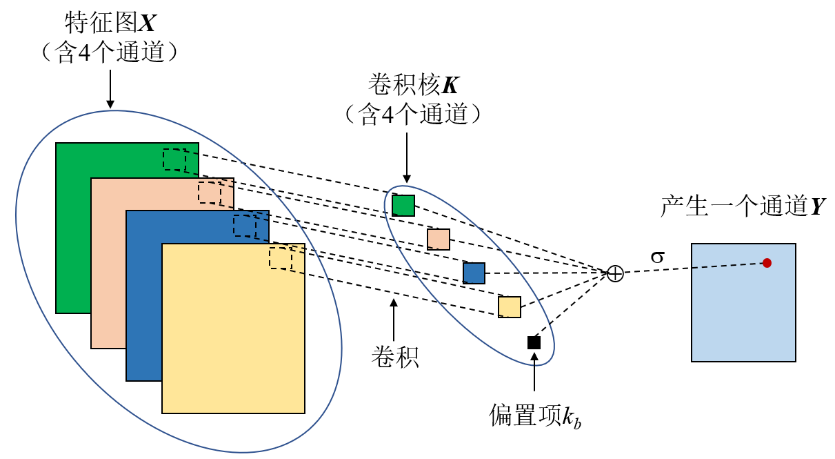 特征图X
（含4个通道）
卷积核K
（含4个通道）
产生一个通道Y
σ
卷积
偏置项k_b